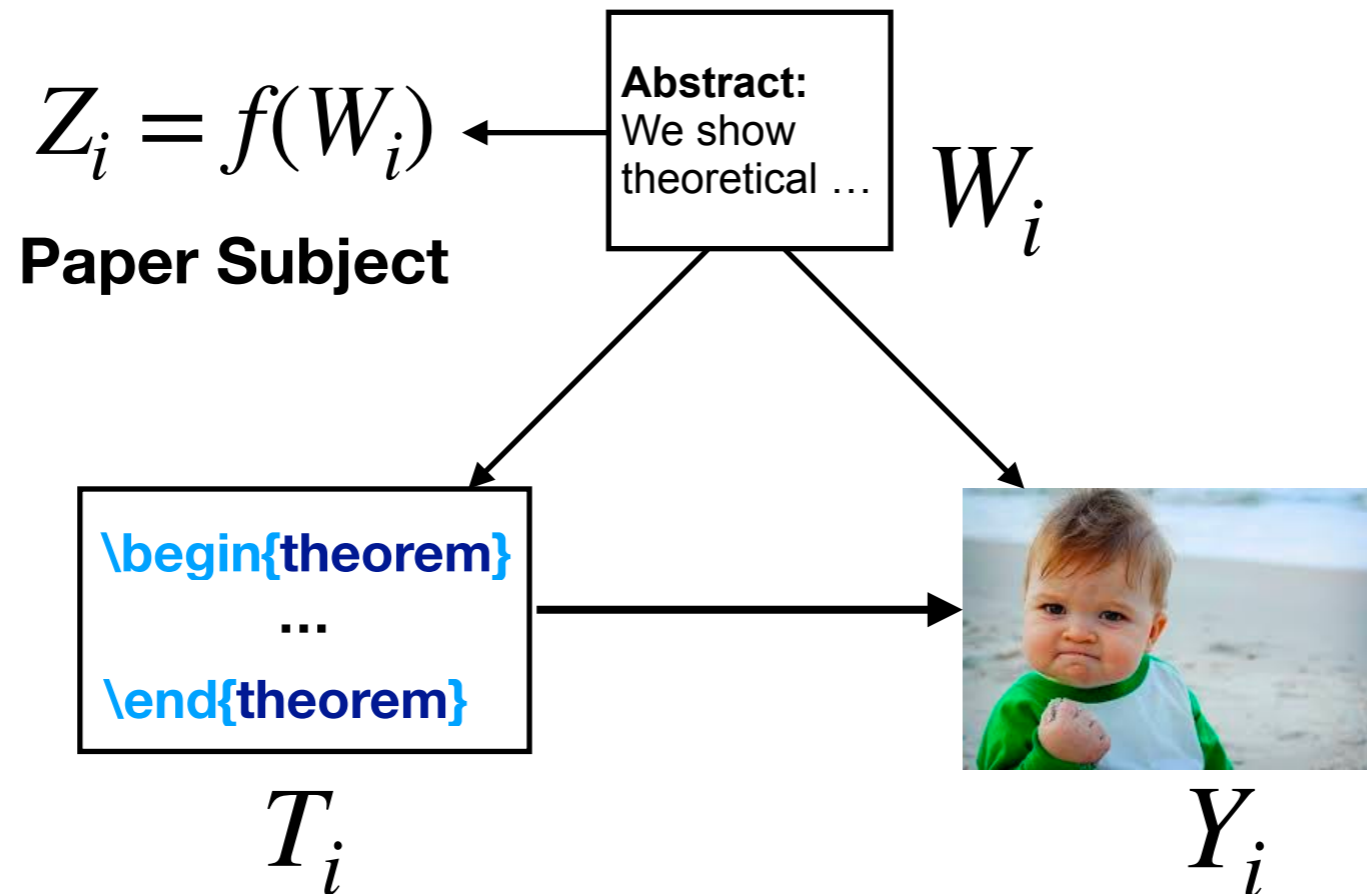 Z_i = f(W_i)
Paper Subject
Abstract:
We show
theoretical …
W_i
\begin{theorem}
...
\end{theorem}
T_i
Y_i